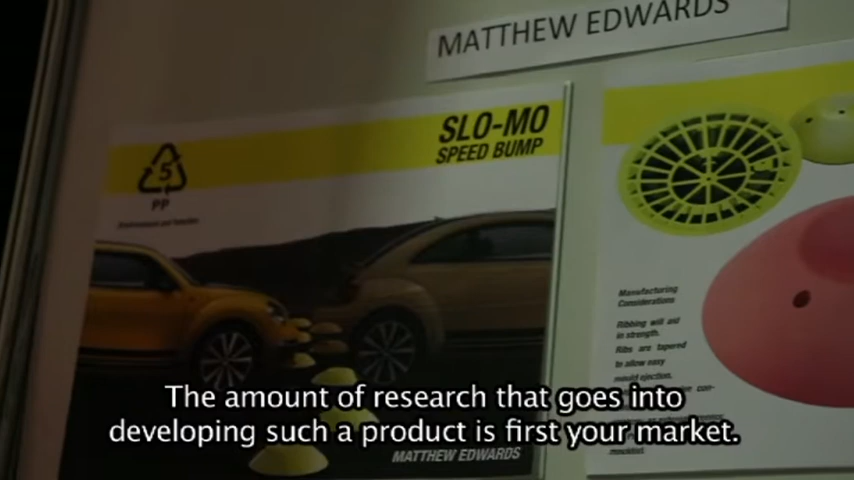 MATTHEW EDWARDS
SLO-MO
SPEED BUMP
5
PP
Manufacturing
Considerations
Ribbing will aid
in strength.
Ribs are tapered
to allow easy
mould ejection.
The amount of research that goes into
developing such a product is first your market.
MATTHEW EDWARDS